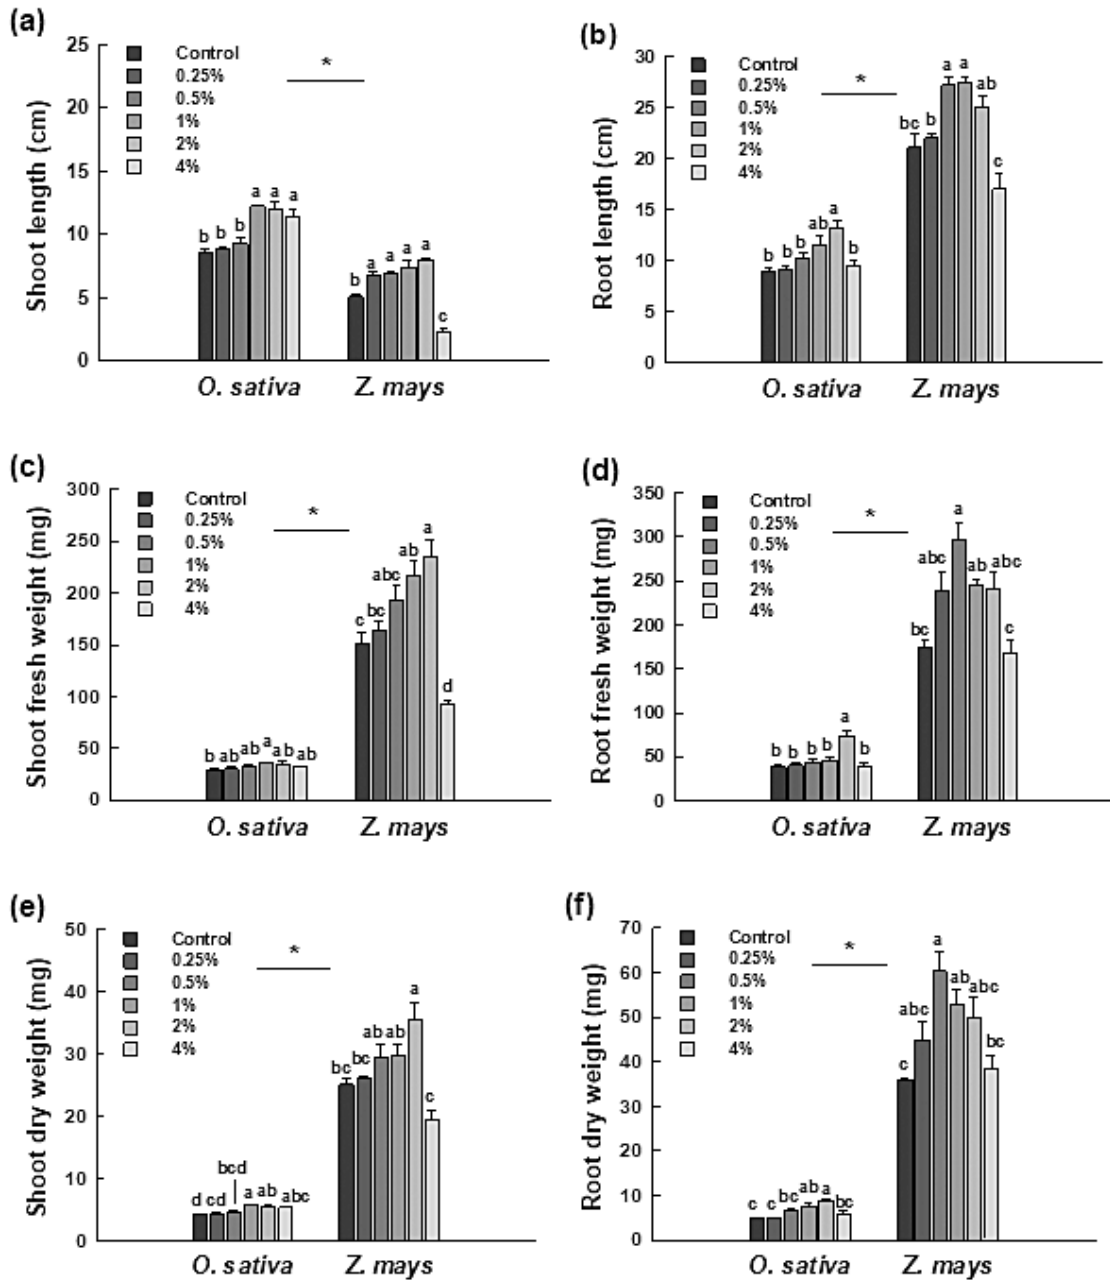 (a)
Shoot length (cm)
25
20
15
10
5
0
Control
0.25%
0.5%
1%
2%
4%
*
b b b a a a
b a a a a c
O. sativa Z. mays
(b)
Root length (cm)
30
25
20
15
10
5
0
Control
0.25%
0.5%
1%
2%
4%
*
b b b ab a b
bc b a a ab c
O. sativa Z. mays
(c)
Shoot fresh weight (mg)
300
250
200
150
100
50
0
Control
0.25%
0.5%
1%
2%
4%
*
b ab ab a ab ab
c bc abc ab a d
O. sativa Z. mays
(d)
Root fresh weight (mg)
350
300
250
200
150
100
50
0
Control
0.25%
0.5%
1%
2%
4%
*
b b b b a b
bc abc a ab abc c
O. sativa Z. mays
(e)
Shoot dry weight (mg)
50
40
30
20
10
0
Control
0.25%
0.5%
1%
2%
4%
*
d cd bcd a ab abc
bc bc ab ab a c
O. sativa Z. mays
(f)
Root dry weight (mg)
70
60
50
40
30
20
10
0
Control
0.25%
0.5%
1%
2%
4%
*
c c bc ab a bc
c abc a ab abc bc
O. sativa Z. mays